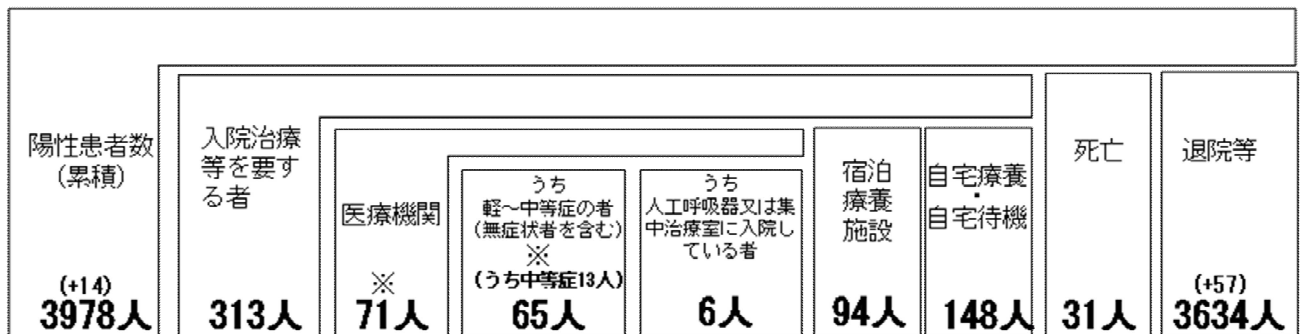 陽性患者数
(累積)
(+14)
3978人
入院治療
等を要す
る者
313人
医療機関
※
71人
うち
軽～中等症の者
(無症状者を含む)
※
(うち中等症13人)
65人
うち
人工呼吸器又は集
中治療室に入院し
ている者
6人
宿泊
療養
施設
94人
自宅療養
・
自宅待機
148人
死亡
31人
退院等
(+57)
3634人